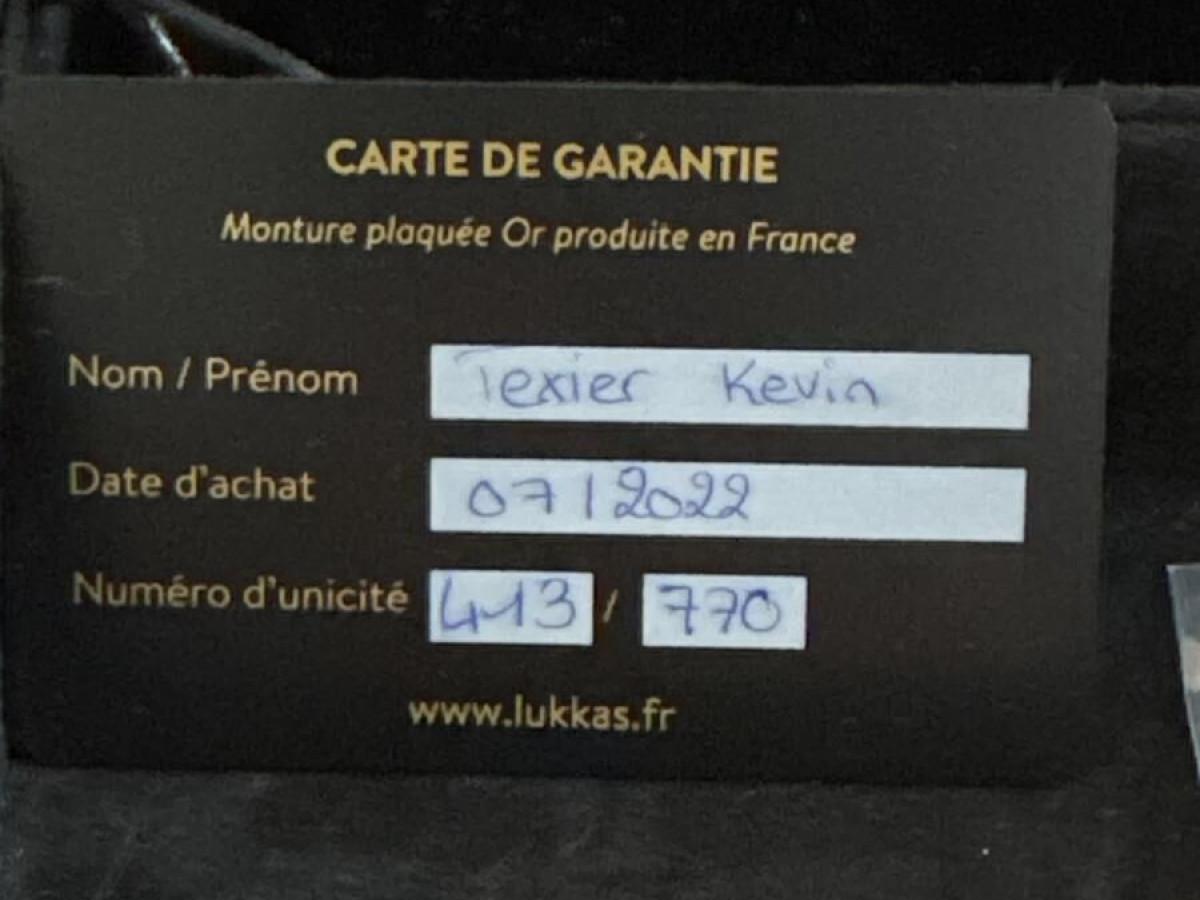 CARTE DE GARANTIE
Monture plaquée Or produite en France
Nom / Prénom Texier Kevin
Date d'achat 07/2022
Numéro d'unicité 413 / 770
www.lukkas.fr